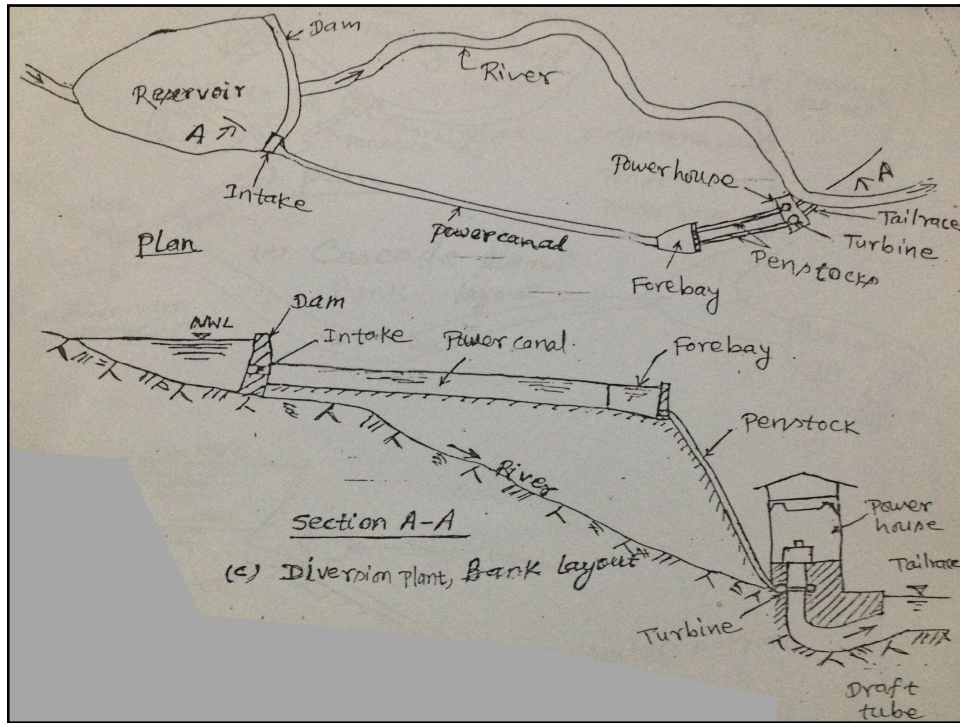 Dam
River
Reservoir
A
A
Intake
Powerhouse
Tailrace
Turbine
Powercanal
Plan
Forebay
Penstocks
Dam
NWL
Intake
Power canal
Forebay
Penstock
River
Section A-A
(c) Diversion plant, Bank Layout
Power
house
Tailrace
Turbine
Draft
tube